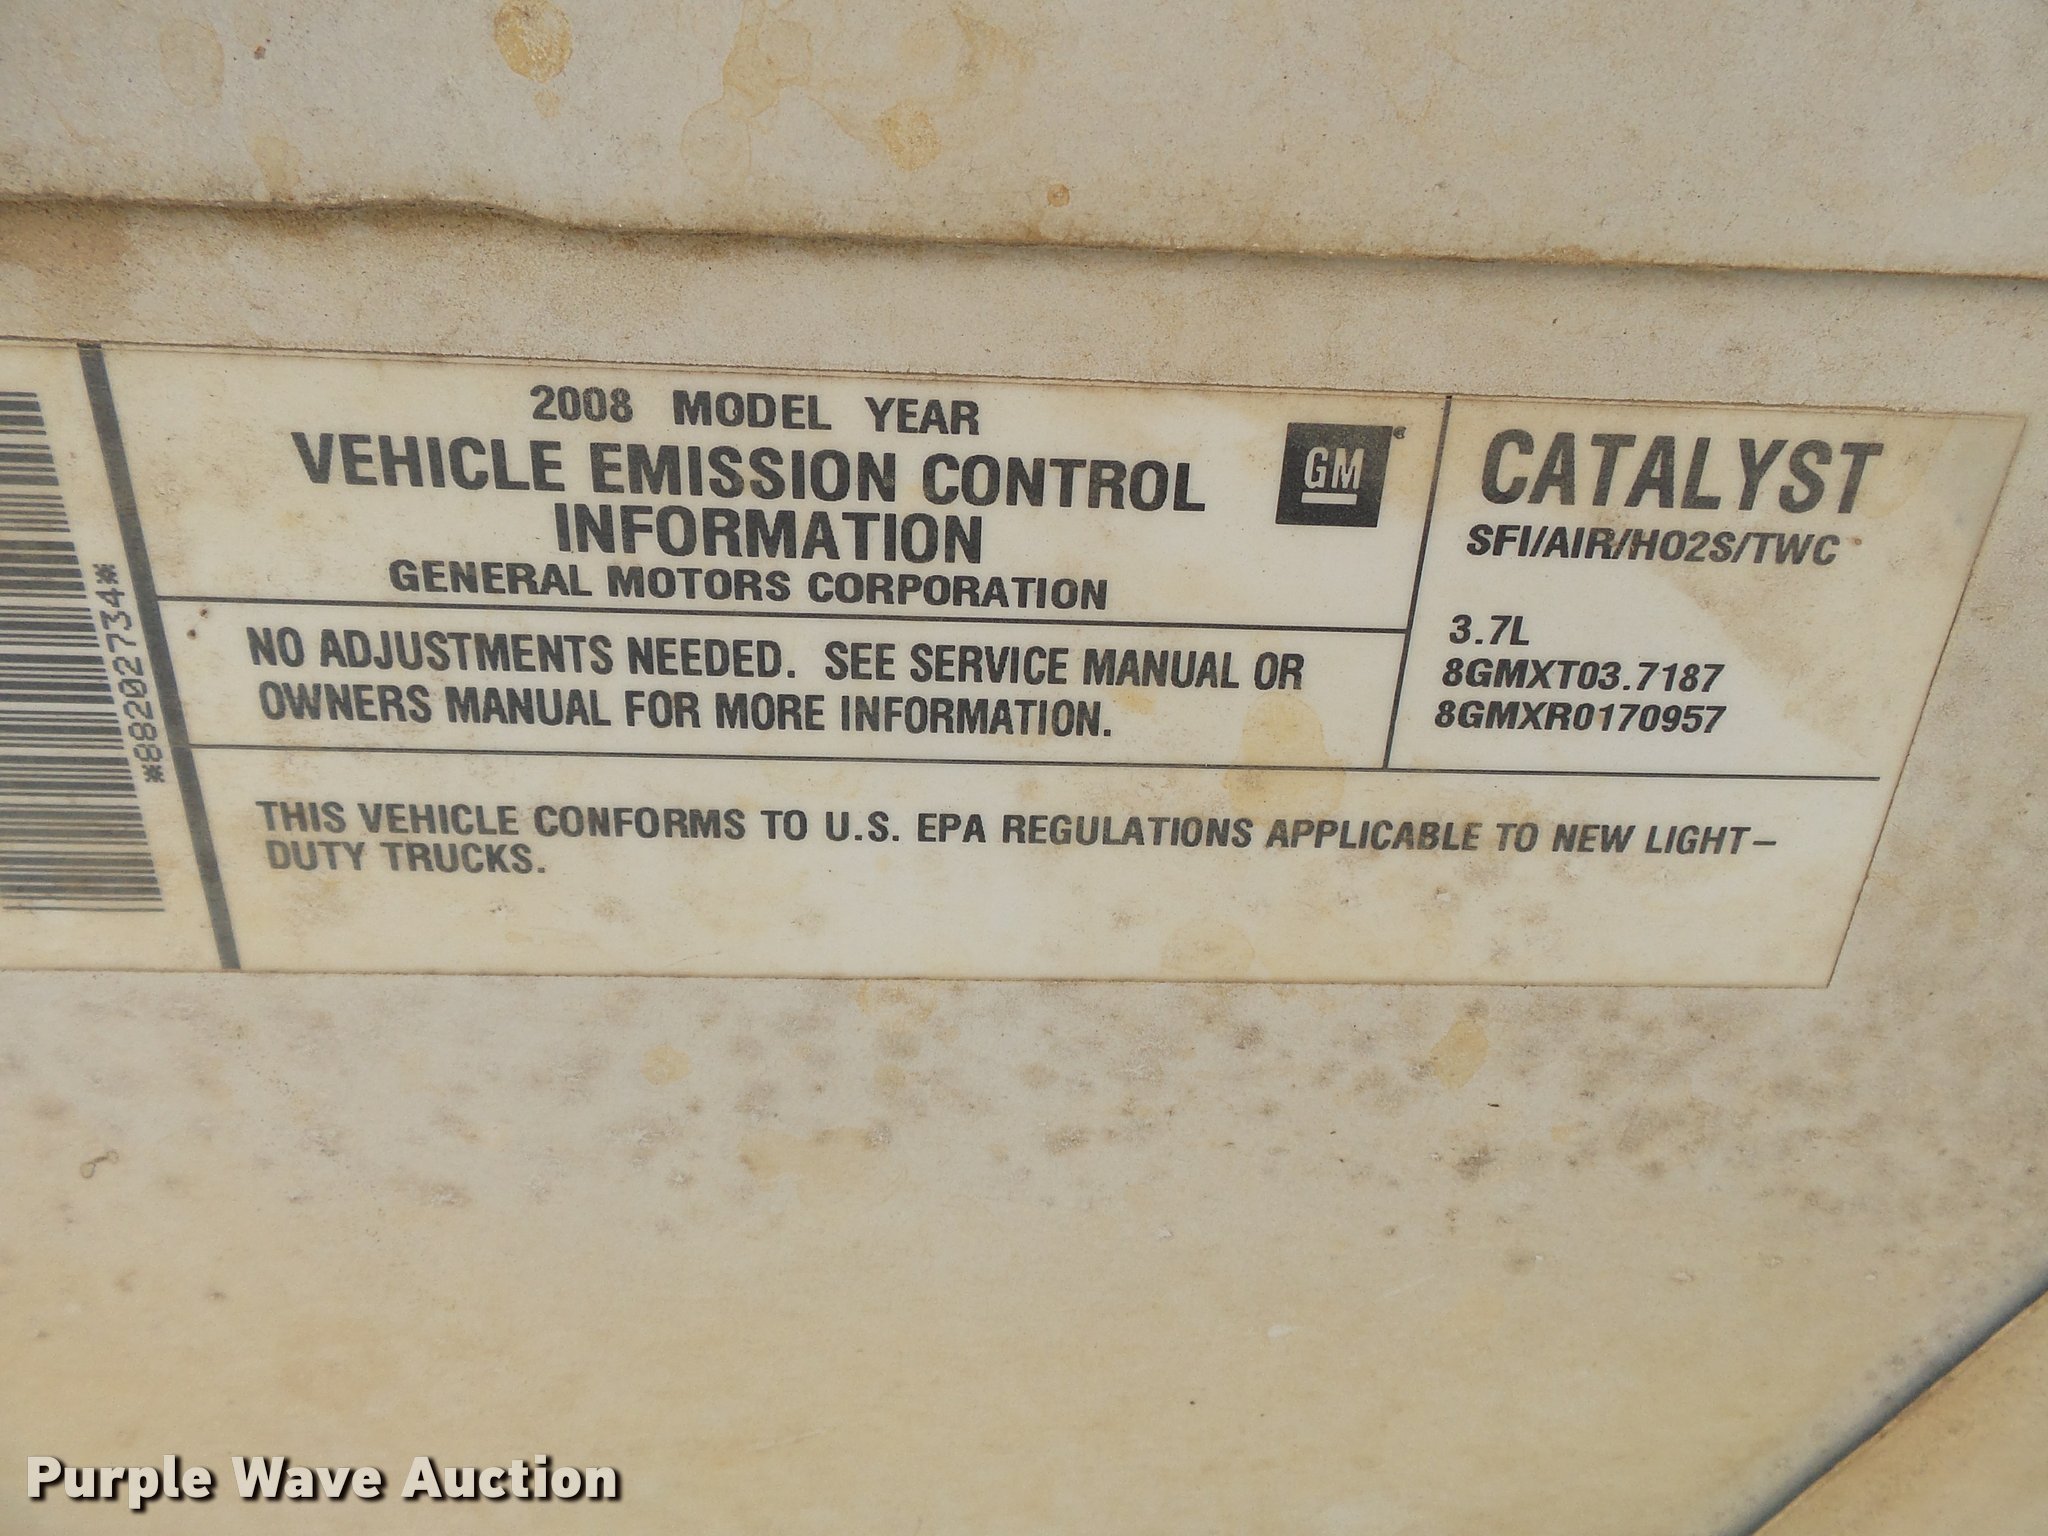 *88202734*
2008 MODEL YEAR
VEHICLE EMISSION CONTROL
INFORMATION
GENERAL MOTORS CORPORATION
GM
NO ADJUSTMENTS NEEDED. SEE SERVICE MANUAL OR
OWNERS MANUAL FOR MORE INFORMATION.
CATALYST
SFI/AIR/HO2S/TWC
3.7L
8GMXT03.7187
8GMXR0170957
THIS VEHICLE CONFORMS TO U.S. EPA REGULATIONS APPLICABLE TO NEW LIGHT-
DUTY TRUCKS.
Purple Wave Auction